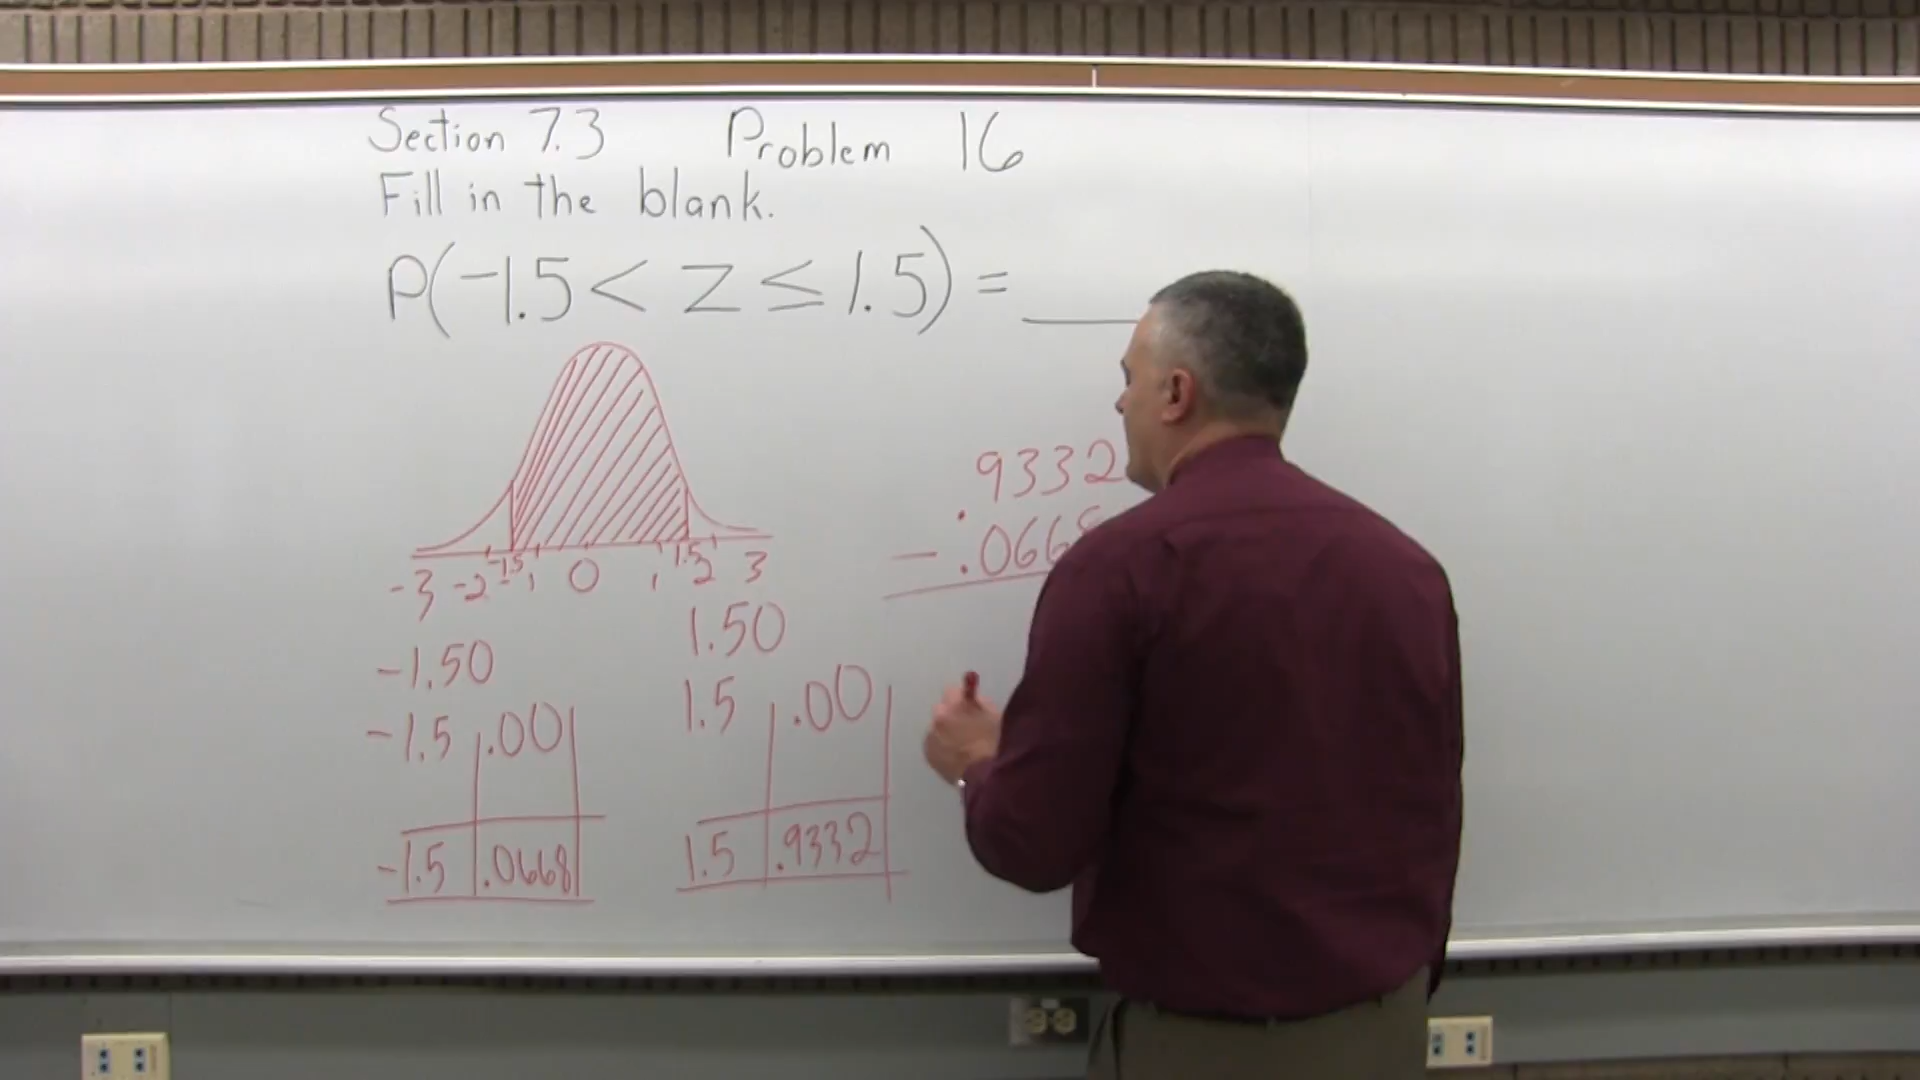 Section 7.3 Problem 16
Fill in the blank.
P(-1.5 < Z ≤ 1.5) = ____
-3 -2 -1.5 -1 0 1 1.5 2 3
.9332
- .0668
-1.50
1.50
-1.5 .00
1.5 .00
-1.5 .0668
1.5 .9332